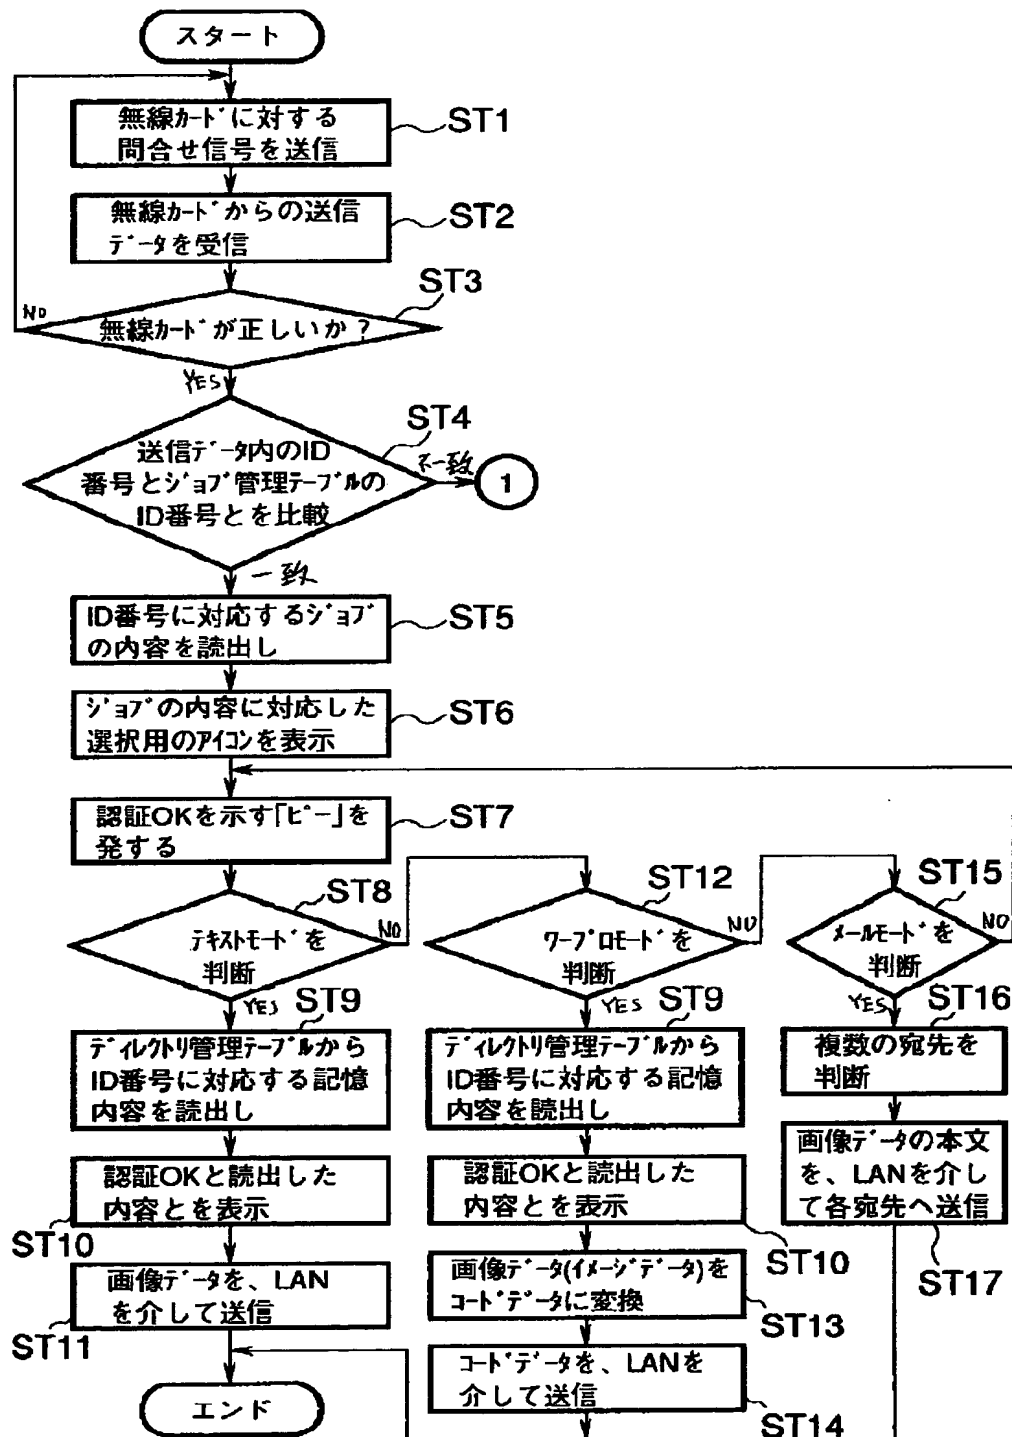 スタート
無線カードに対する
問合せ信号を送信
ST1
無線カードからの送信
データを受信
ST2
ST3
NO
無線カードが正しいか？
YES
ST4
送信データ内のID
番号とジョブ管理テーブルの
ID番号とを比較
不一致
1
一致
ID番号に対応するジョブ
の内容を読出し
ST5
ジョブの内容に対応した
選択用のアイコンを表示
ST6
認証OKを示す「ピー」を
発する
ST7
ST8
テキストモードを
判断
NO
YES
ST12
ワープロモードを
判断
NO
YES
ST15
メールモードを
判断
NO
YES
ST9
ディレクトリ管理テーブルから
ID番号に対応する記憶
内容を読出し
ST9
ディレクトリ管理テーブルから
ID番号に対応する記憶
内容を読出し
ST16
複数の宛先を
判断
認証OKと読出した
内容とを表示
ST10
認証OKと読出した
内容とを表示
ST10
画像データの本文
を、LANを介し
て各宛先へ送信
ST17
画像データを、LAN
を介して送信
ST11
画像データ(イメージデータ)を
コードデータに変換
ST13
コードデータを、LANを
介して送信
ST14
エンド